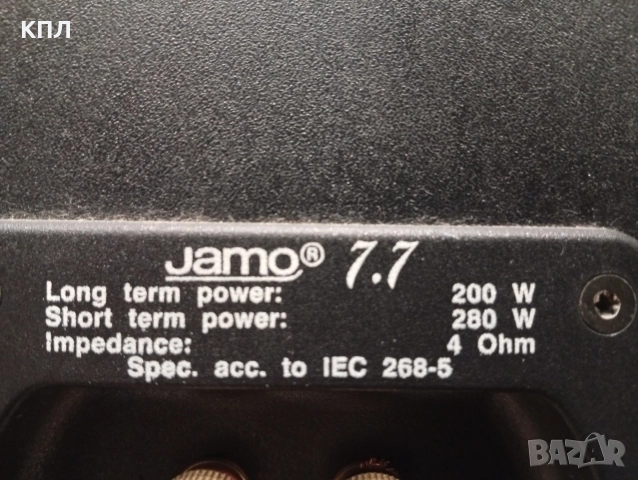 КПЛ
Jamo® 7.7
Long term power: 200 W
Short term power: 280 W
Impedance: 4 Ohm
Spec. acc. to IEC 268-5
BAZAR